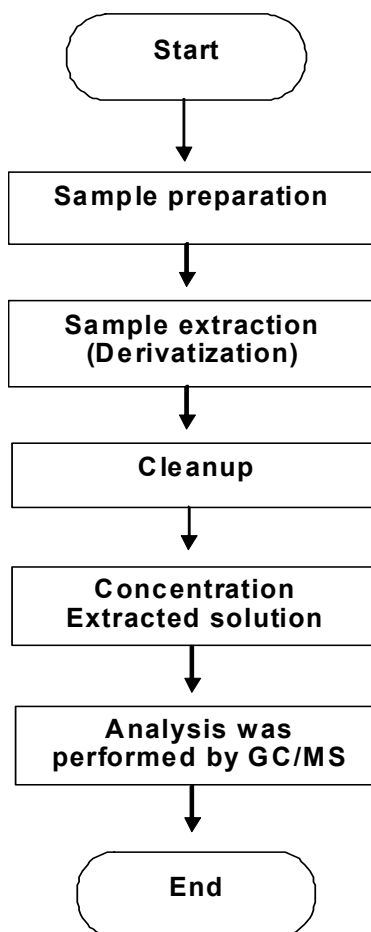 Start
Sample preparation
Sample extraction
(Derivatization)
Cleanup
Concentration
Extracted solution
Analysis was
performed by GC/MS
End